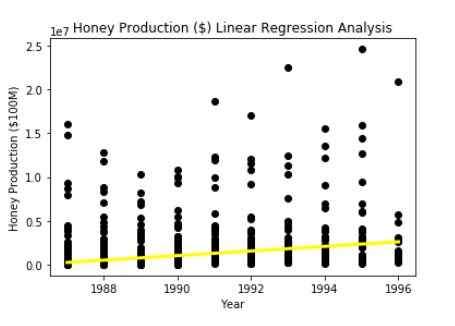 Honey Production ($) Linear Regression Analysis
1e7
2.5
2.0
1.5
1.0
0.5
0.0
Honey Production ($100M)
1988 1990 1992 1994 1996
Year